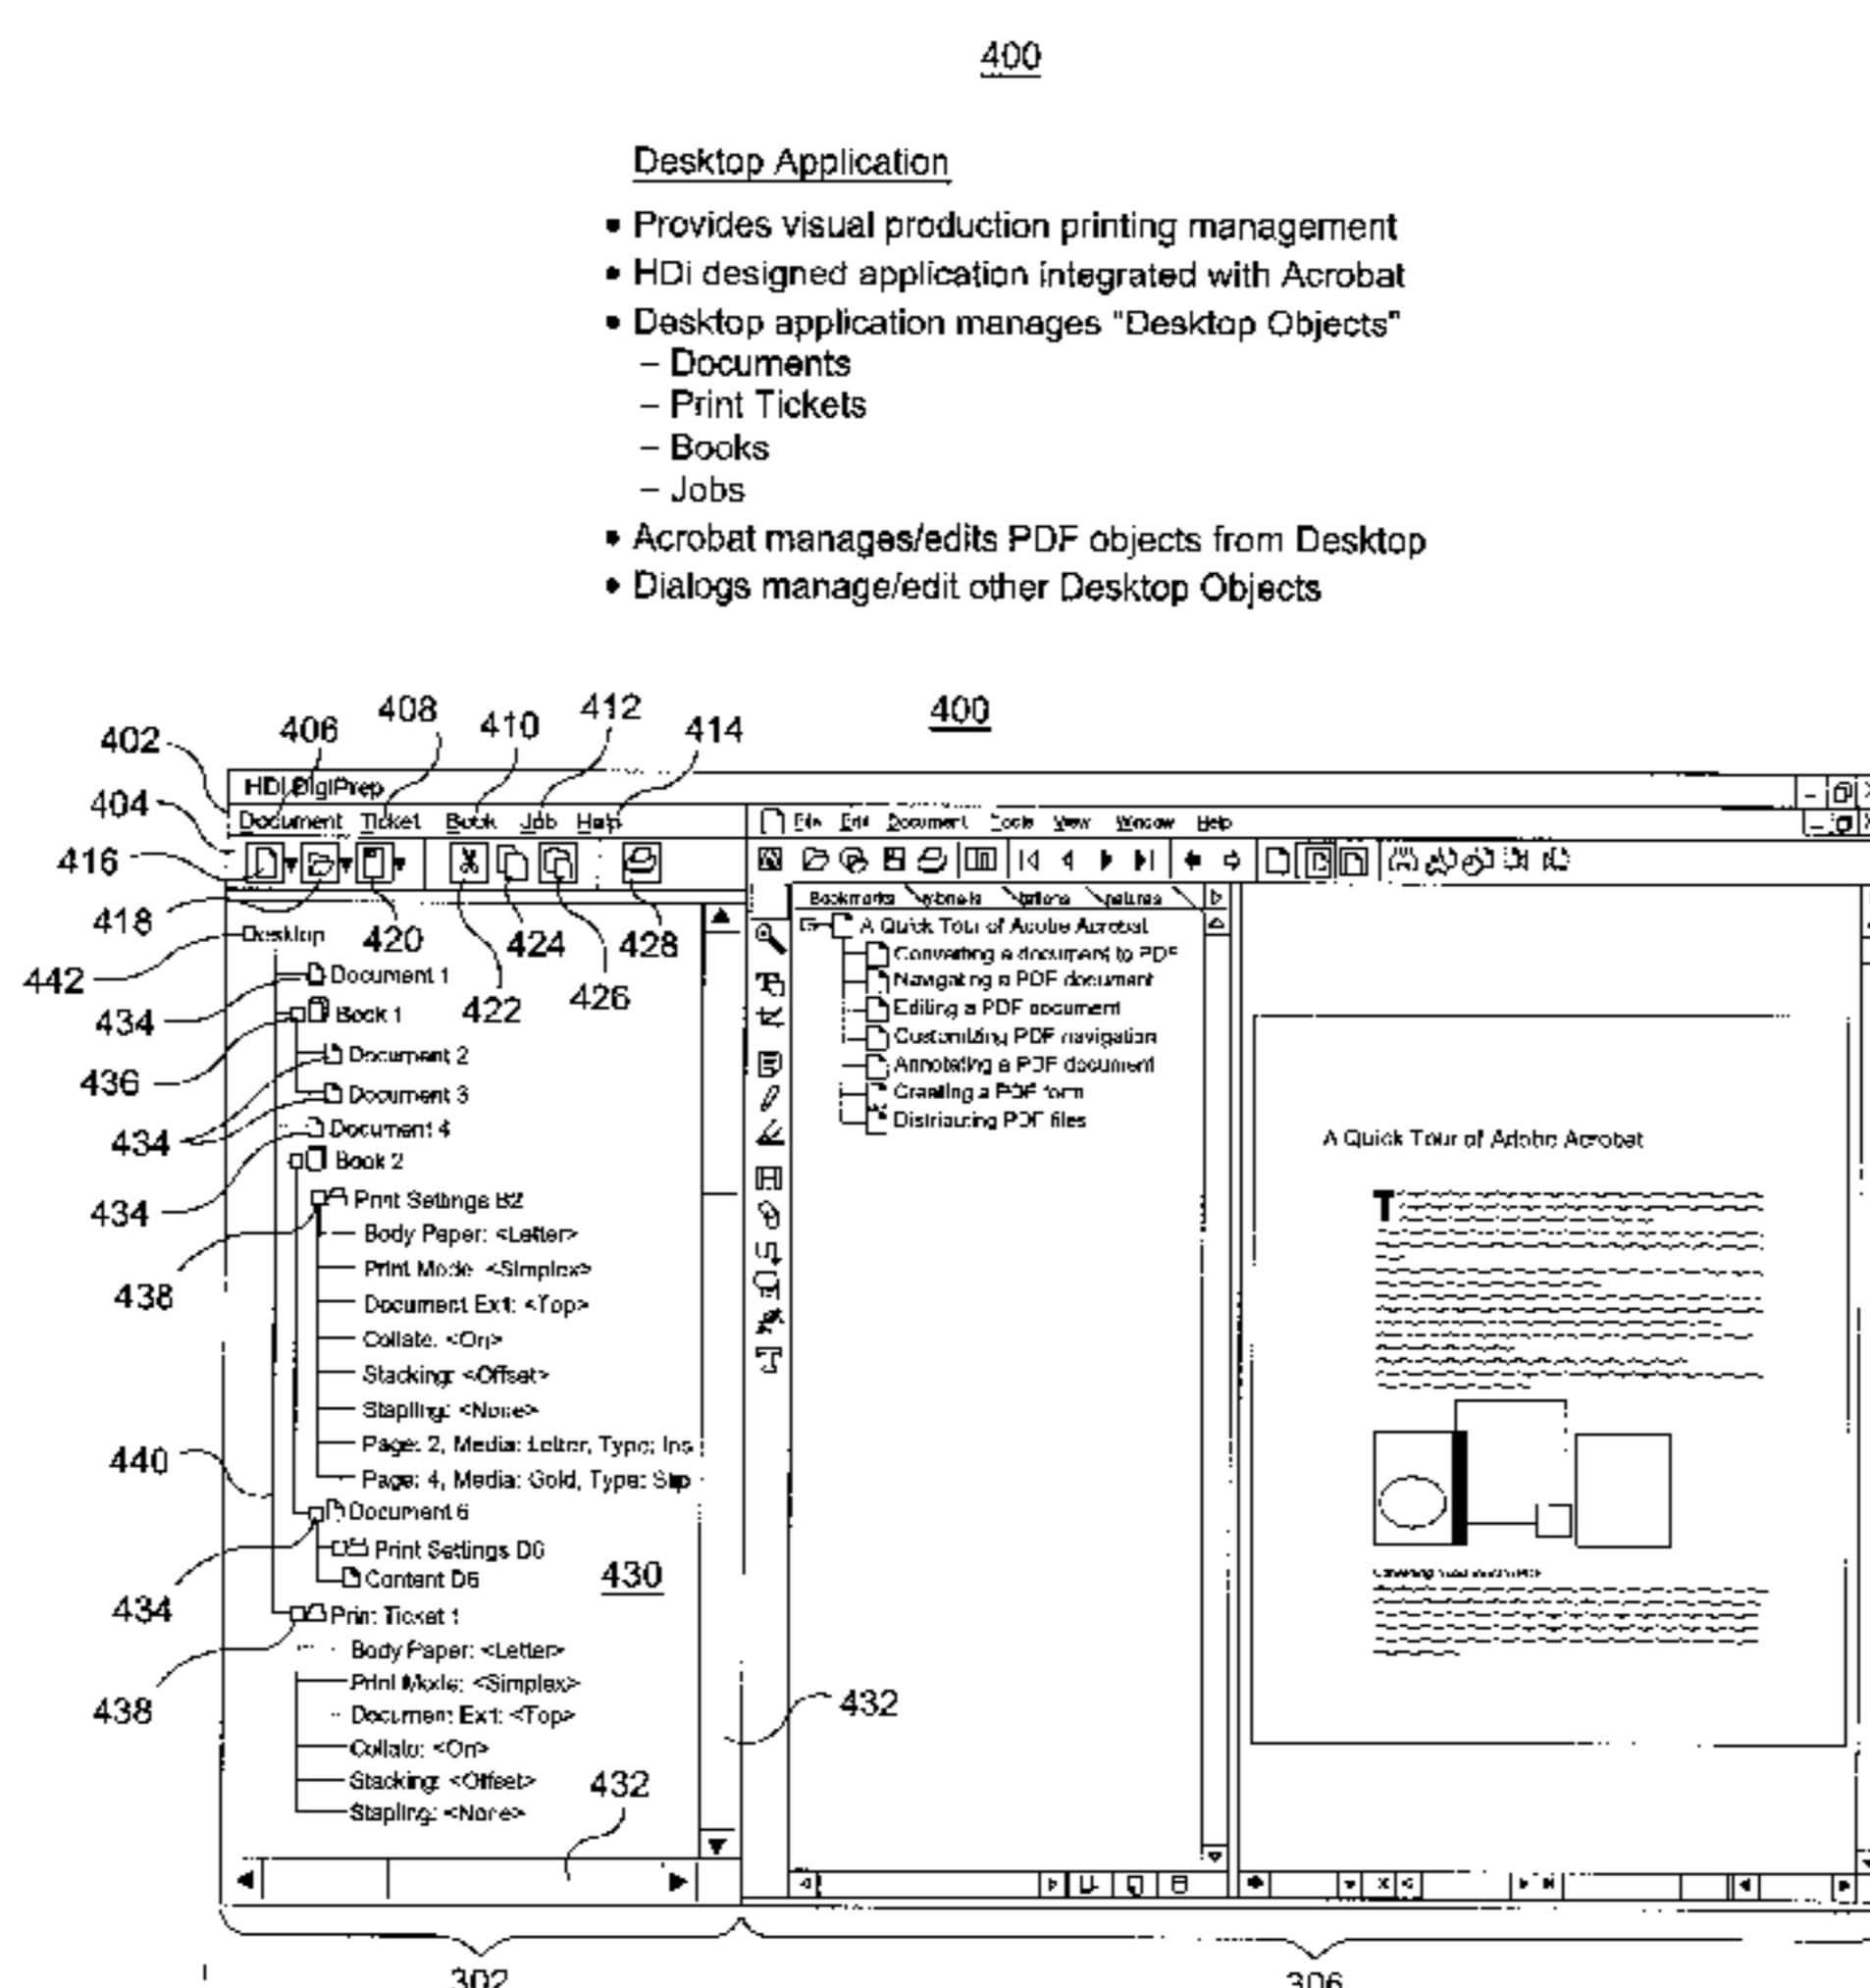 400
Desktop Application
• Provides visual production printing management
• HDi designed application integrated with Acrobat
• Desktop application manages "Desktop Objects"
– Documents
– Print Tickets
– Books
– Jobs
• Acrobat manages/edits PDF objects from Desktop
• Dialogs manage/edit other Desktop Objects
402 406 408 410 412 400 414
HDI DigiPrep
404
Document Ticket Book Job Help
File Edit Document Tools View Window Help
416
418 420 422 424 426 428
Bookmarks
442
Desktop
434
Document 1
436
Book 1
Document 2
Document 3
434
Document 4
434
Book 2
438
Print Settings B2
Body Paper: <Letter>
Print Mode: <Simplex>
Document Exit: <Top>
Collate: <On>
Stacking: <Offset>
Stapling: <None>
Page: 2, Media: Letter, Type: Ins
Page: 4, Media: Gold, Type: Slip
440
434
Document 6
Print Settings D6
Content D6
430
438
Print Ticket 1
Body Paper: <Letter>
Print Mode: <Simplex>
Document Exit: <Top>
Collate: <On>
Stacking: <Offset>
Stapling: <None>
432
432
A Quick Tour of Adobe Acrobat
Converting a document to PDF
Navigating a PDF document
Editing a PDF document
Customizing PDF navigation
Annotating a PDF document
Creating a PDF form
Distributing PDF files
A Quick Tour of Adobe Acrobat
T
302
306